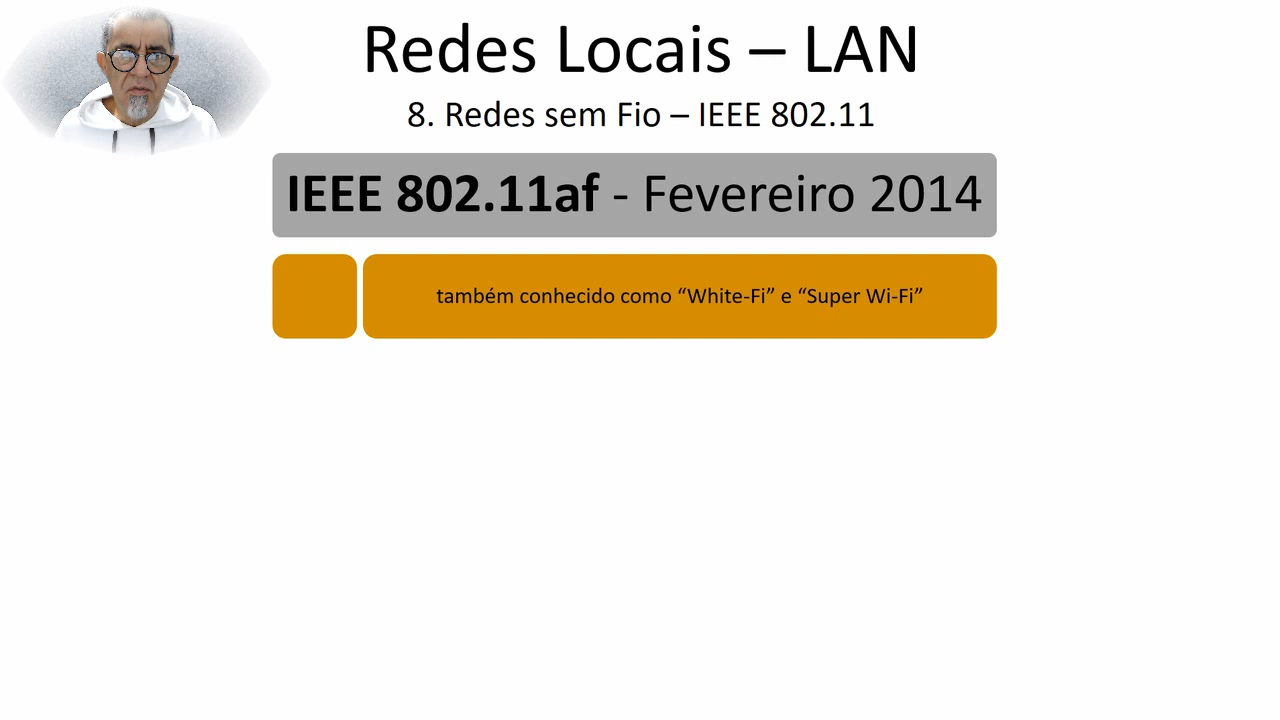 Redes Locais – LAN
8. Redes sem Fio – IEEE 802.11
IEEE 802.11af - Fevereiro 2014
também conhecido como “White-Fi” e “Super Wi-Fi”